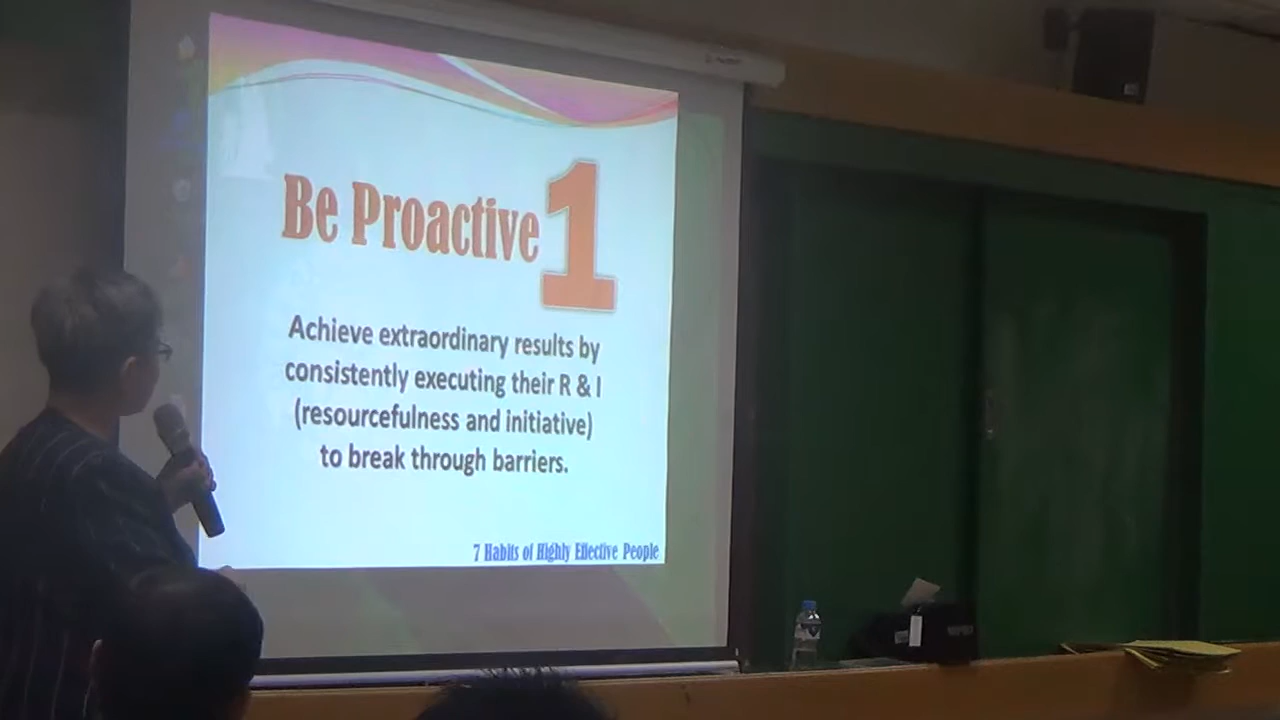 Be Proactive 1
Achieve extraordinary results by
consistently executing their R & I
(resourcefulness and initiative)
to break through barriers.
7 Habits of Highly Effective People